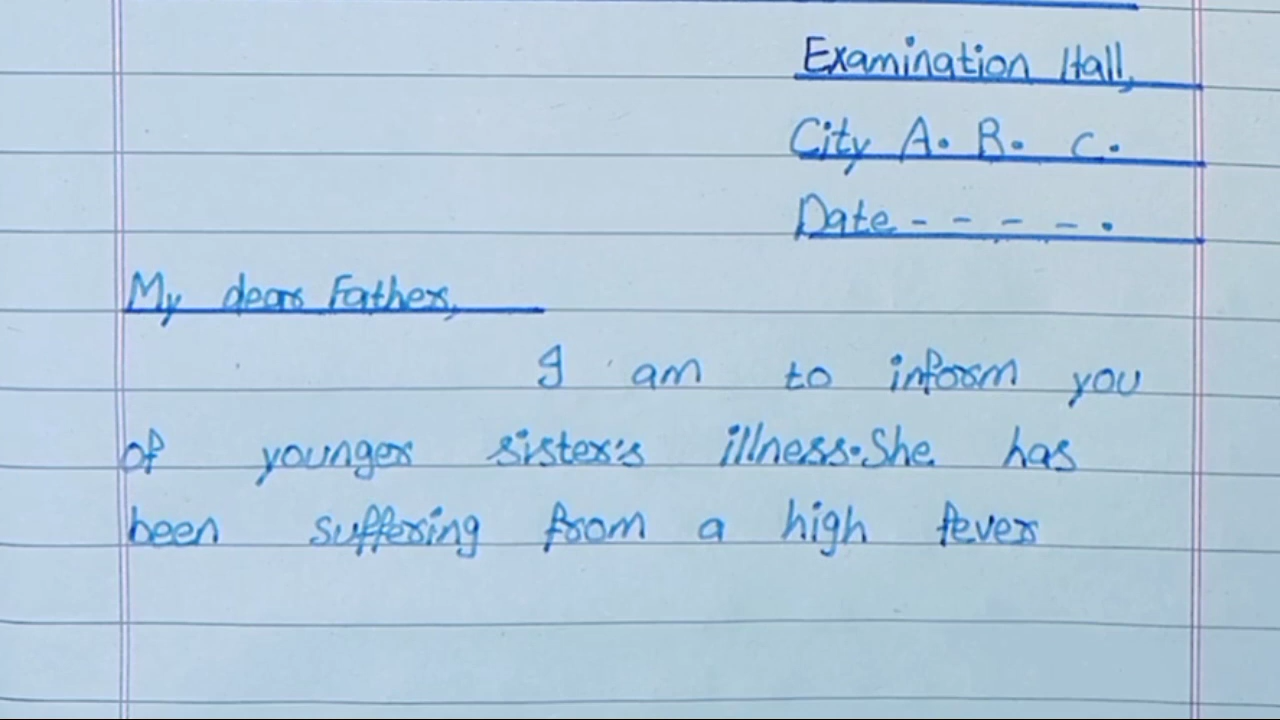 Examination Hall,
City A. B. C.
Date - - - - .
My dear Father,
I am to inform you
of younger sister's illness. She has
been suffering from a high fever